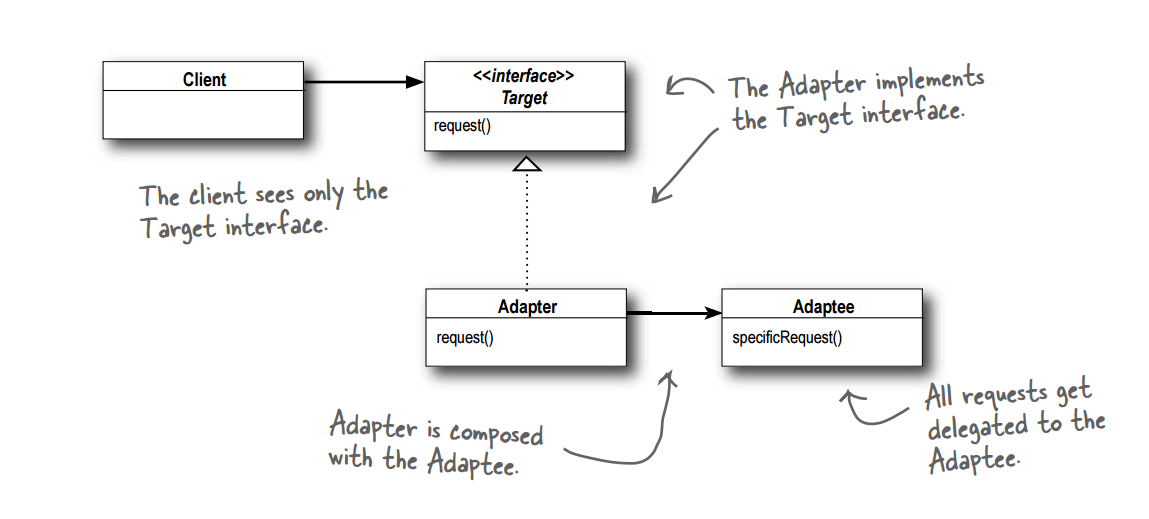 Client
<<interface>>
Target
request()
The Adapter implements
the Target interface.
The client sees only the
Target interface.
Adapter
request()
Adaptee
specificRequest()
Adapter is composed
with the Adaptee.
All requests get
delegated to the
Adaptee.